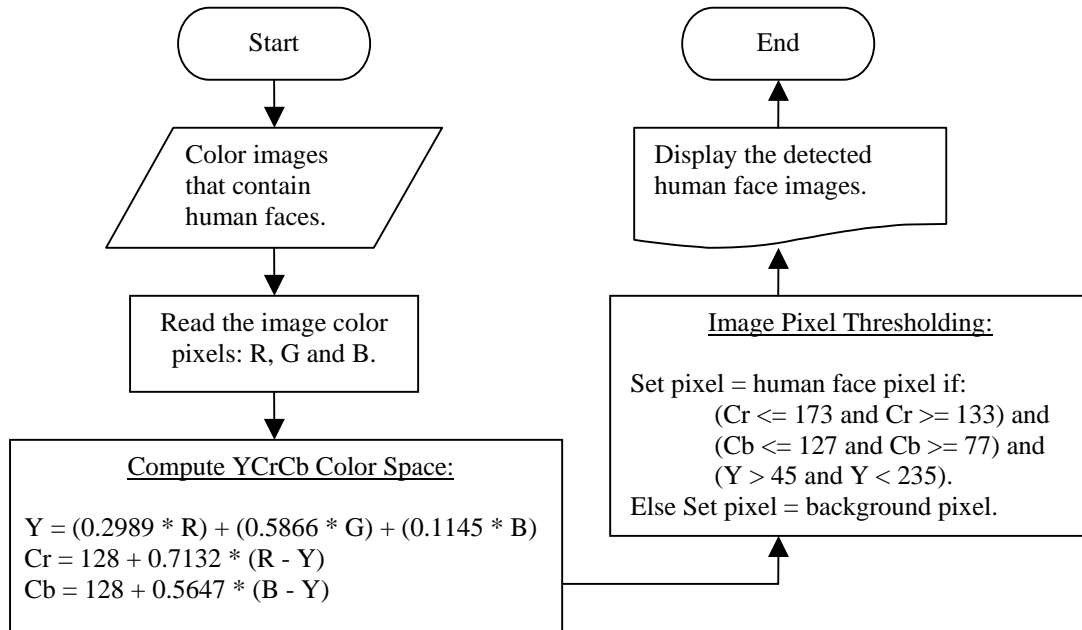 Start
Color images
that contain
human faces.
Read the image color
pixels: R, G and B.
Compute YCrCb Color Space:
Y = (0.2989 * R) + (0.5866 * G) + (0.1145 * B)
Cr = 128 + 0.7132 * (R - Y)
Cb = 128 + 0.5647 * (B - Y)
Image Pixel Thresholding:
Set pixel = human face pixel if:
(Cr <= 173 and Cr >= 133) and
(Cb <= 127 and Cb >= 77) and
(Y > 45 and Y < 235).
Else Set pixel = background pixel.
Display the detected
human face images.
End